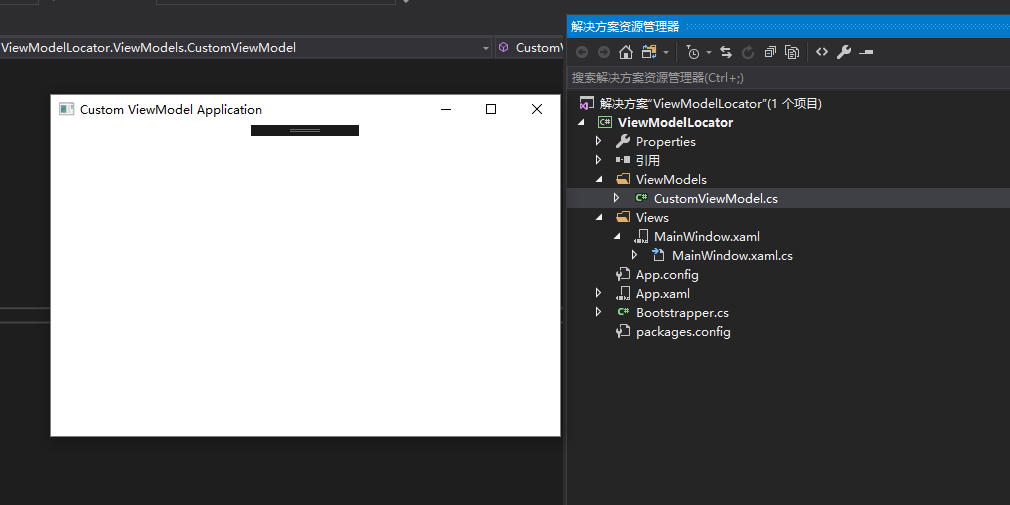 ViewModelLocator.ViewModels.CustomViewModel
CustomV
Custom ViewModel Application
解决方案资源管理器
搜索解决方案资源管理器(Ctrl+;)
解决方案"ViewModelLocator"(1 个项目)
ViewModelLocator
Properties
引用
ViewModels
C# CustomViewModel.cs
Views
MainWindow.xaml
MainWindow.xaml.cs
App.config
App.xaml
C# Bootstrapper.cs
packages.config